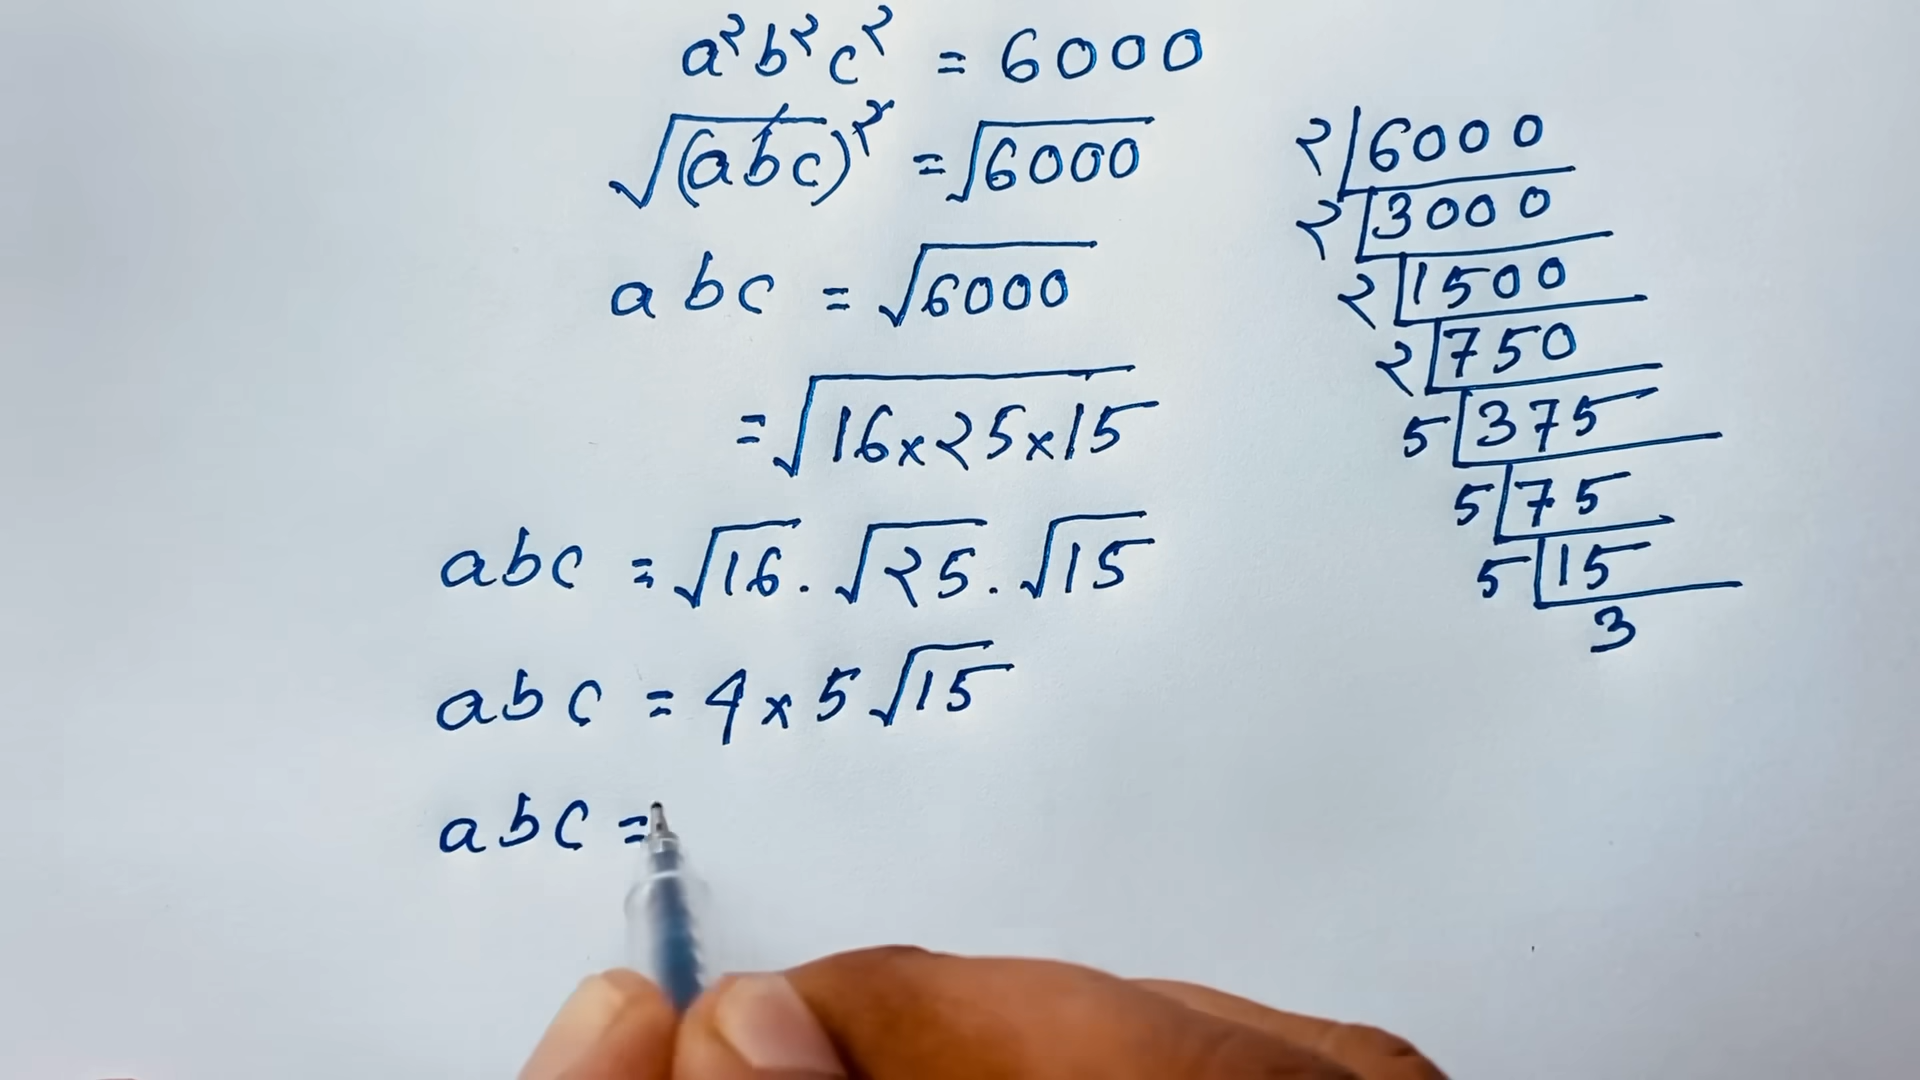 a²b²c² = 6000
√(abc)² = √6000
abc = √6000
= √16×25×15
abc = √16 . √25 . √15
abc = 4 × 5 √15
abc =
2 | 6000
2 | 3000
2 | 1500
2 | 750
5 | 375
5 | 75
5 | 15
3